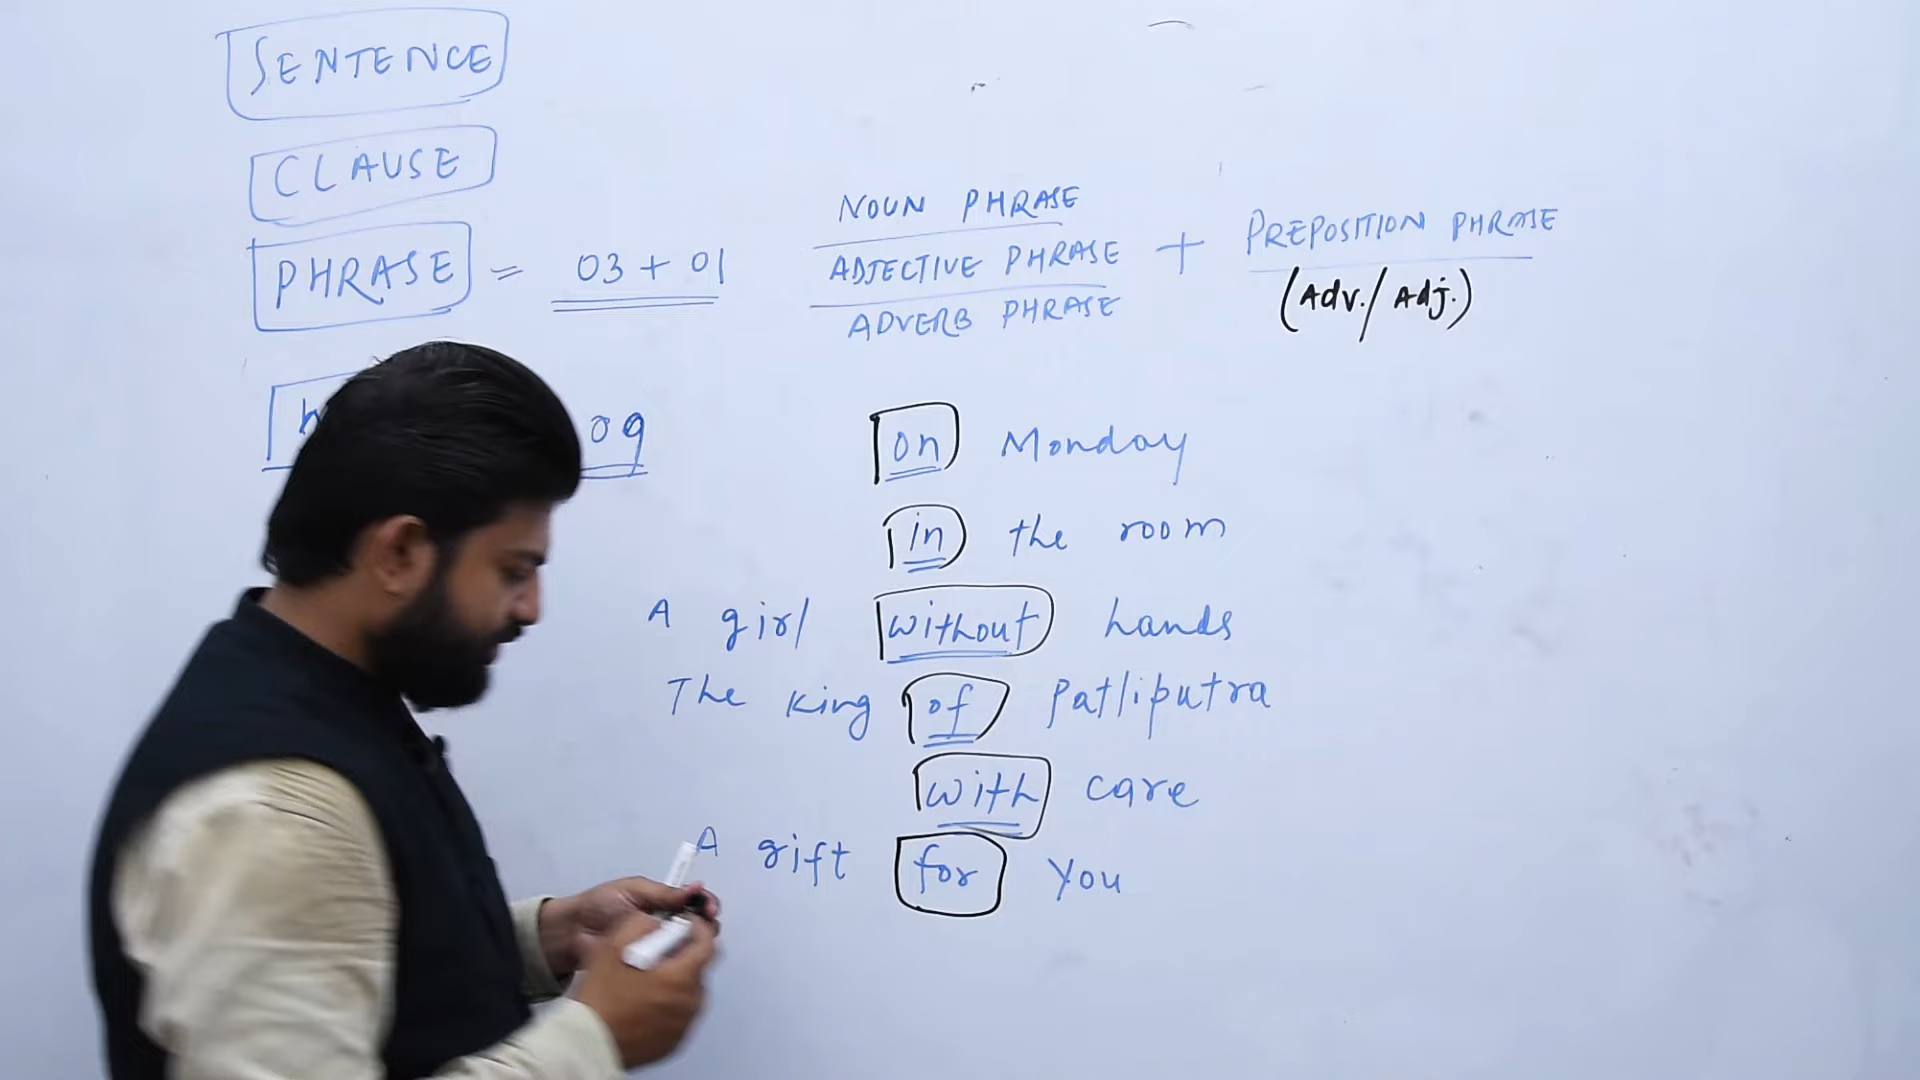 SENTENCE
CLAUSE
PHRASE = 03 + 01
NOUN PHRASE
ADJECTIVE PHRASE
ADVERB PHRASE
+ PREPOSITION PHRASE
(Adv./Adj.)
09
on Monday
in the room
A girl without hands
The King of Patliputra
with care
A gift for you